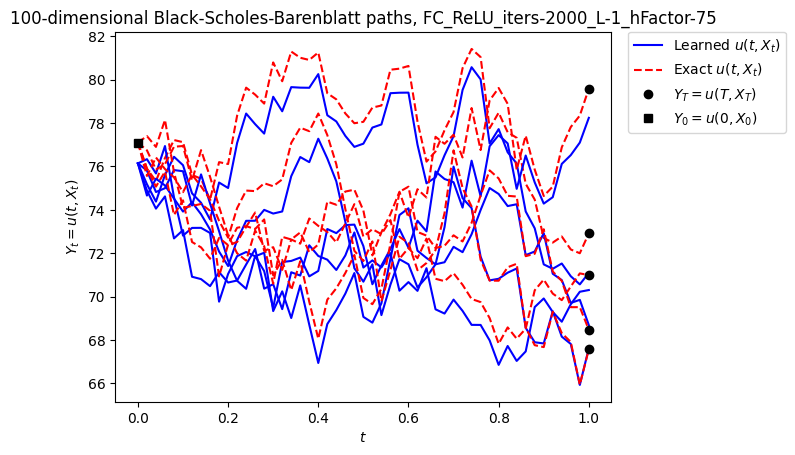 100-dimensional Black-Scholes-Barenblatt paths, FC_ReLU_iters-2000_L-1_hFactor-75
82
80
78
76
74
72
70
68
66
Y_t = u(t, X_t)
0.0 0.2 0.4 0.6 0.8 1.0
t
Learned u(t, X_t)
Exact u(t, X_t)
Y_T = u(T, X_T)
Y_0 = u(0, X_0)